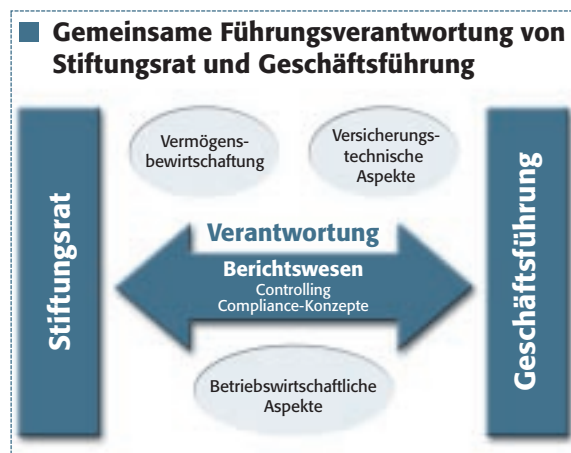 Gemeinsame Führungsverantwortung von
Stiftungsrat und Geschäftsführung
Stiftungsrat
Vermögens-
bewirtschaftung
Versicherungs-
technische
Aspekte
Verantwortung
Berichtswesen
Controlling
Compliance-Konzepte
Betriebswirtschaftliche
Aspekte
Geschäftsführung